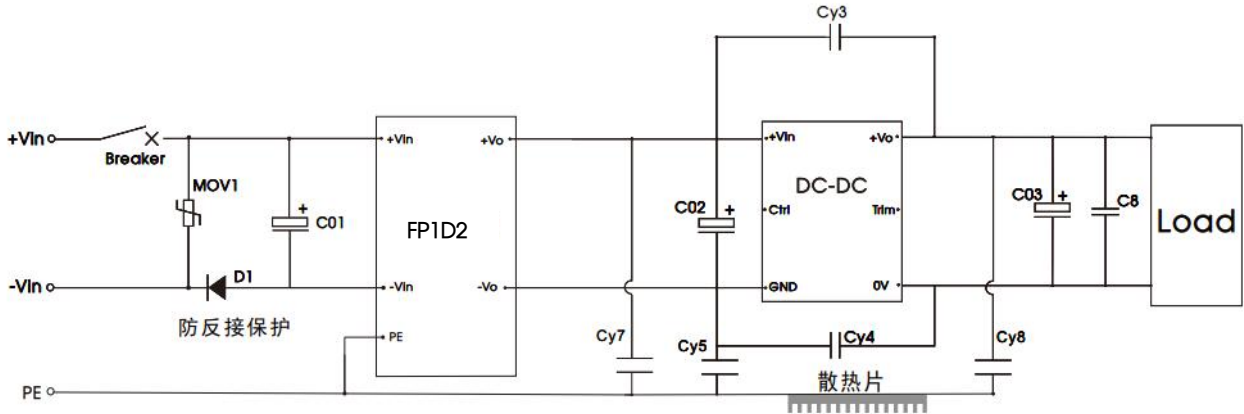 Cy3
+Vin
Breaker
MOV1
C01
+
+Vin
+Vo
FP1D2
-Vin
-Vo
PE
-Vin
D1
防反接保护
PE
Cy7
C02
+
Cy5
+Vin
+Vo
DC-DC
Ctrl
Trim
GND
0V
Cy4
散热片
Cy8
C03
+
C8
Load